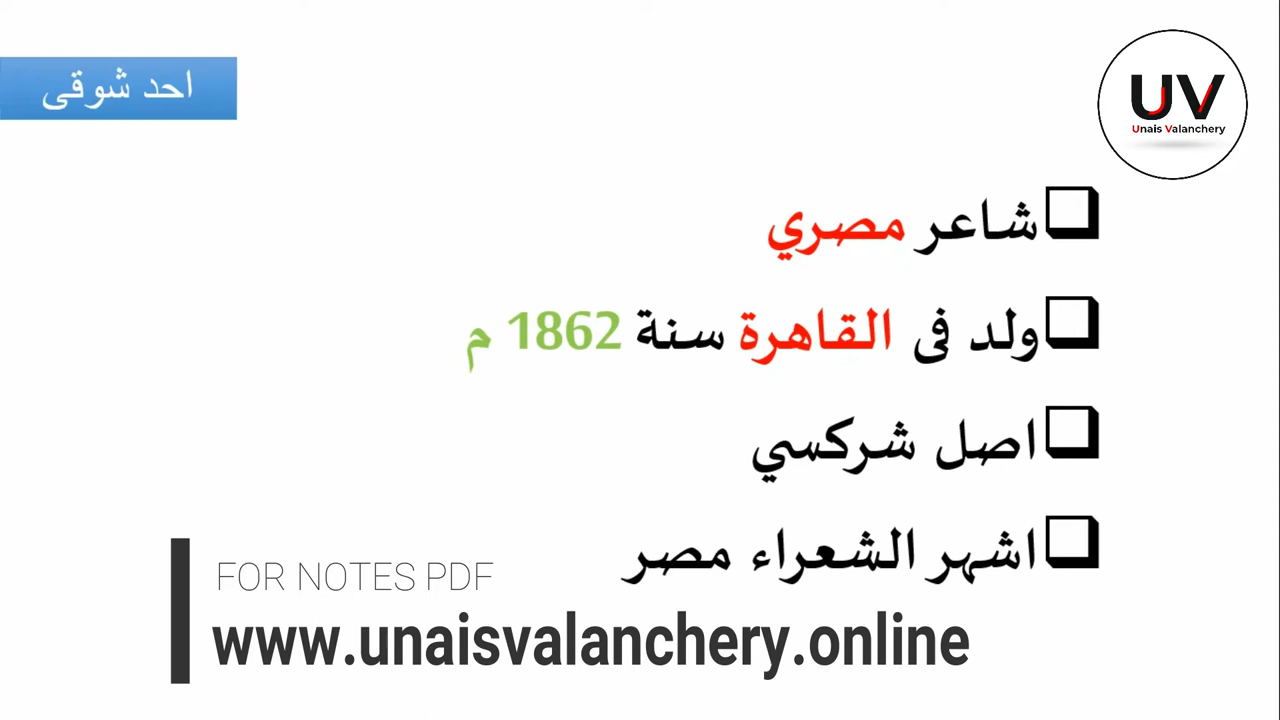 احد شوقى
UV
Unais Valanchery
شاعر مصري
ولد فى القاهرة سنة 1862 م
اصل شركسي
اشهر الشعراء مصر
FOR NOTES PDF
www.unaisvalanchery.online